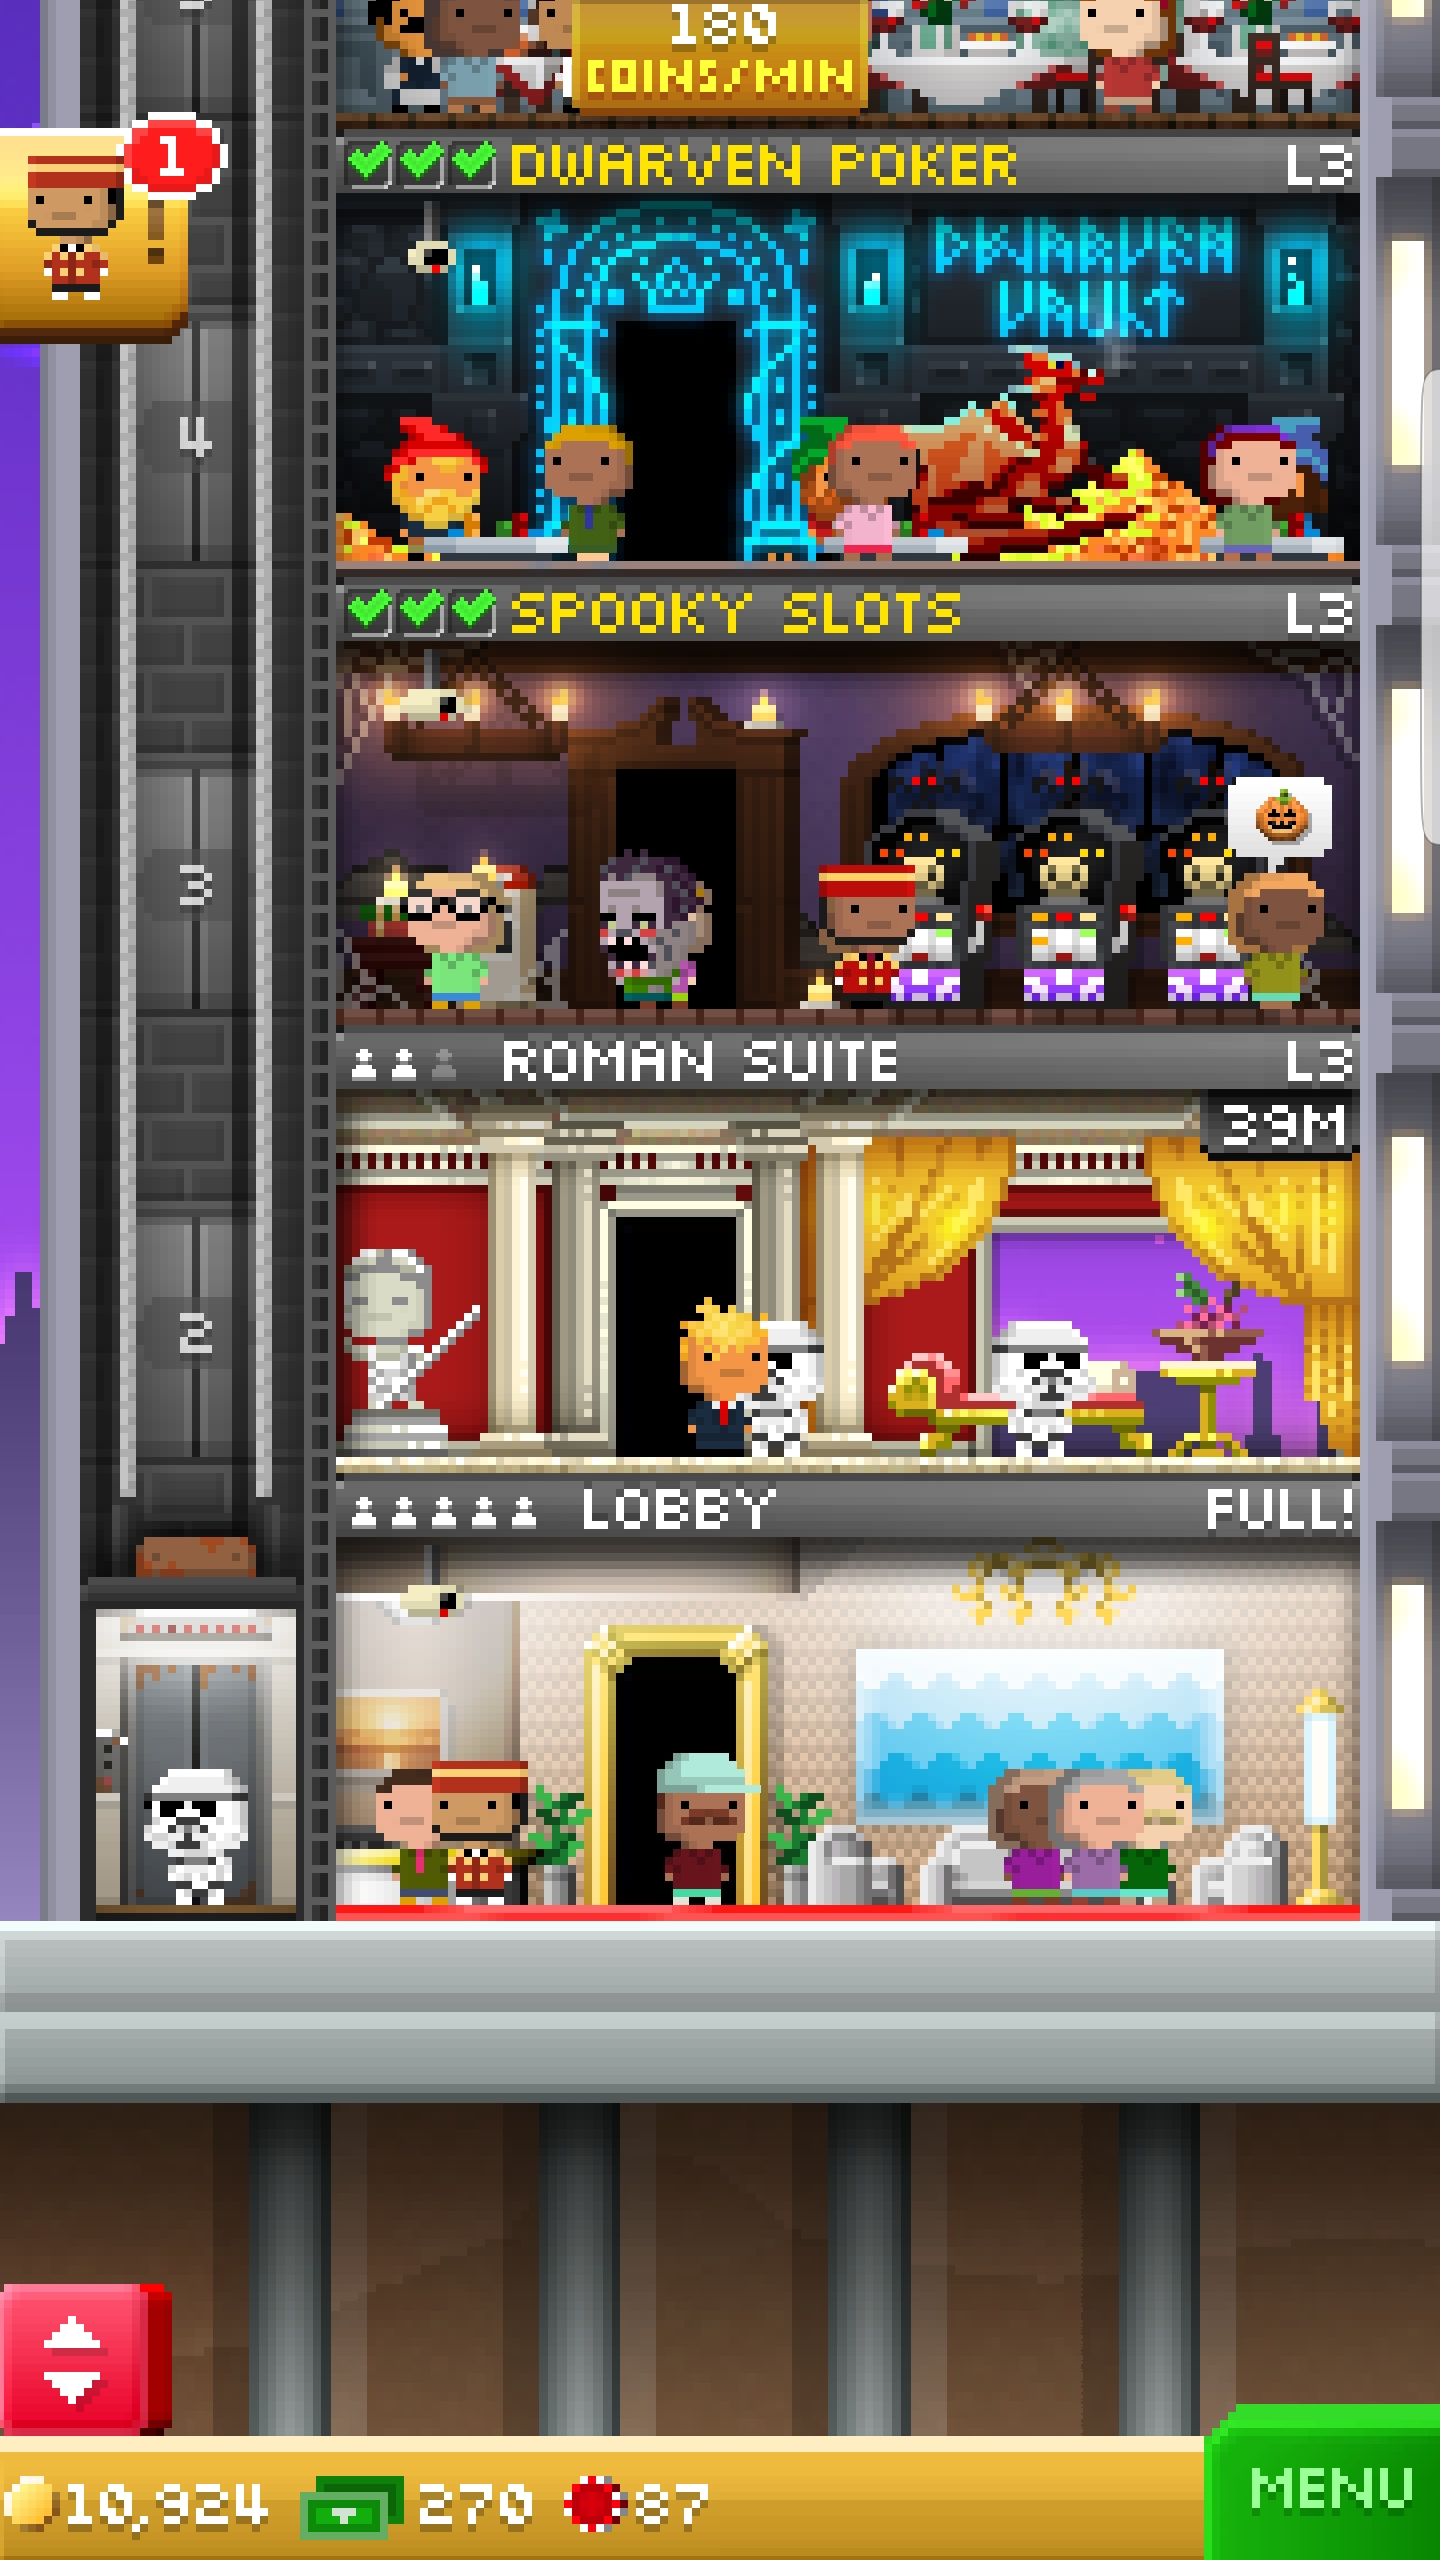 180
COINS/MIN
1
!
DWARVEN POKER L3
DWARVEN
VAULT
4
SPOOKY SLOTS L3
3
ROMAN SUITE L3
39M
2
LOBBY FULL!
10,924 270 87
MENU